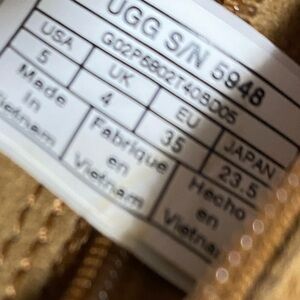 UGG S/N 5948
G02P6802T40BD05
USA UK EU JAPAN
5 4 35 23.5
Made Fabrique Hecho
In en en
Vietnam Vietnam Vietnam